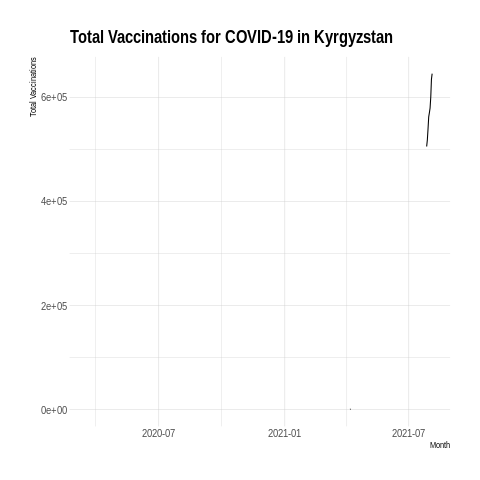 Total Vaccinations for COVID-19 in Kyrgyzstan
Total Vaccinations
6e+05
4e+05
2e+05
0e+00
2020-07
2021-01
2021-07
Month